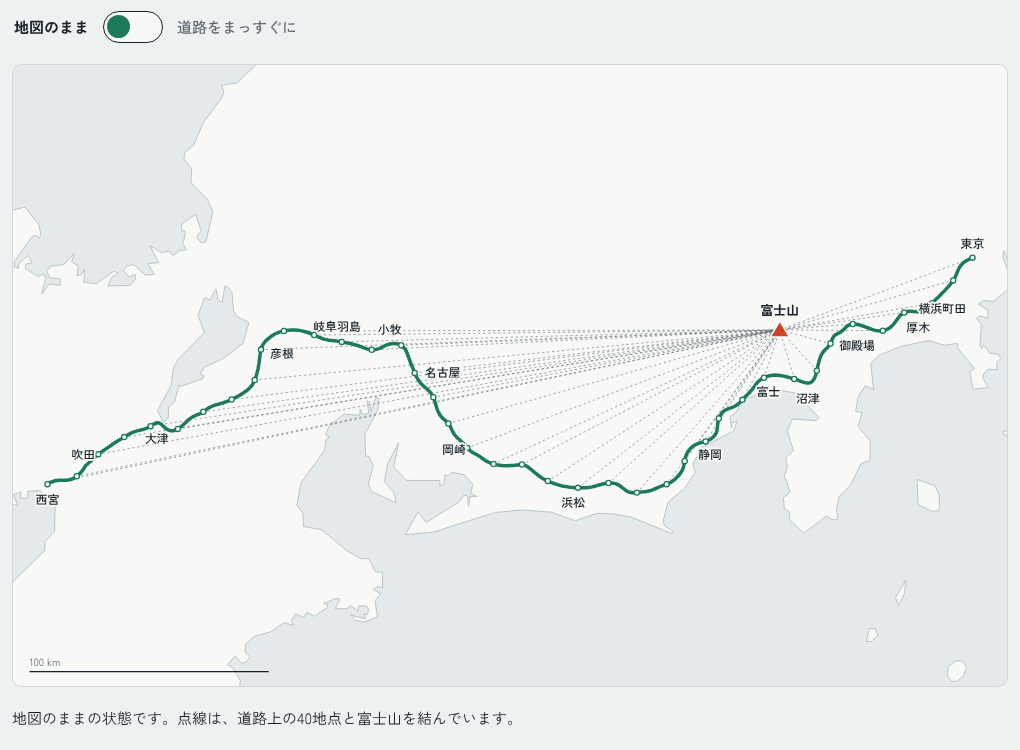 地図のまま 道路をまっすぐに
東京
富士山
横浜町田
厚木
岐阜羽島
小牧
御殿場
彦根
名古屋
富士
沼津
大津
岡崎
静岡
吹田
西宮
浜松
100 km
地図のままの状態です。点線は、道路上の40地点と富士山を結んでいます。